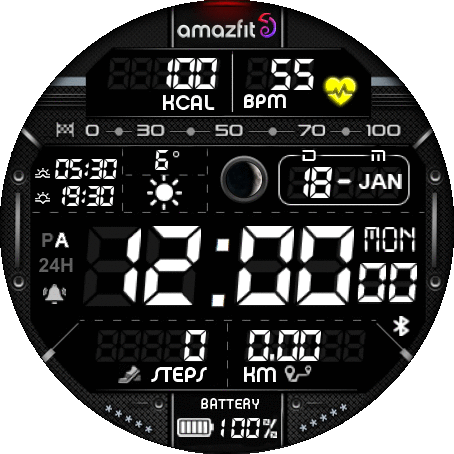 amazfit
100 55
KCAL BPM
0 30 50 70 100
05:30 6°
19:30
D M
18-JAN
PA 12:00 MON
24H 00
0 0.00
STEPS KM
BATTERY
100%